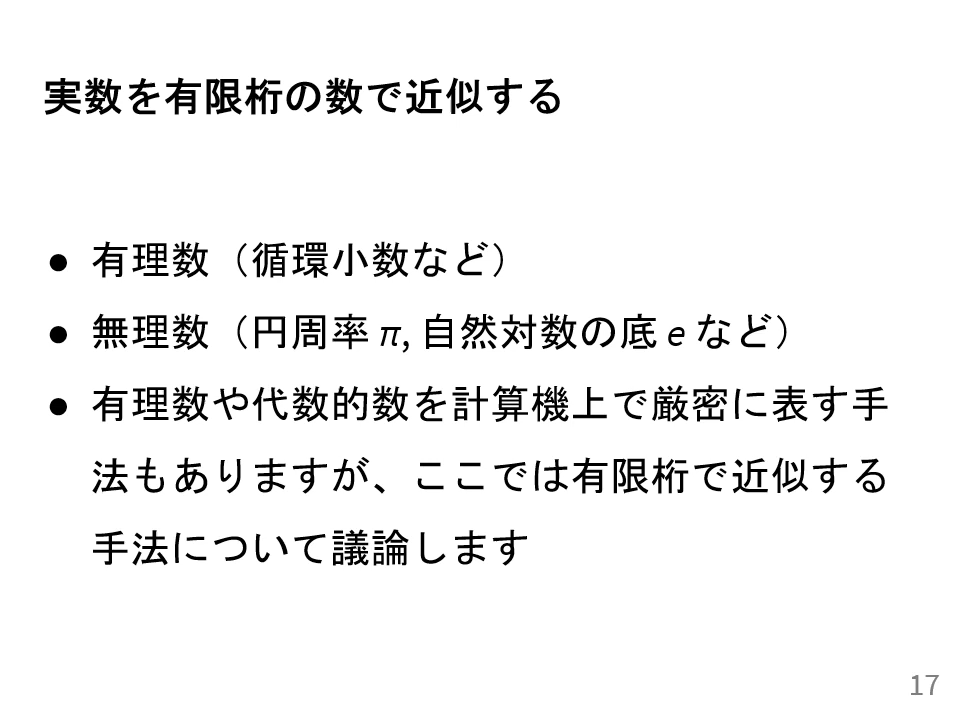 実数を有限桁の数で近似する
● 有理数（循環小数など）
● 無理数（円周率 π, 自然対数の底 e など）
● 有理数や代数的数を計算機上で厳密に表す手
法もありますが、ここでは有限桁で近似する
手法について議論します
17